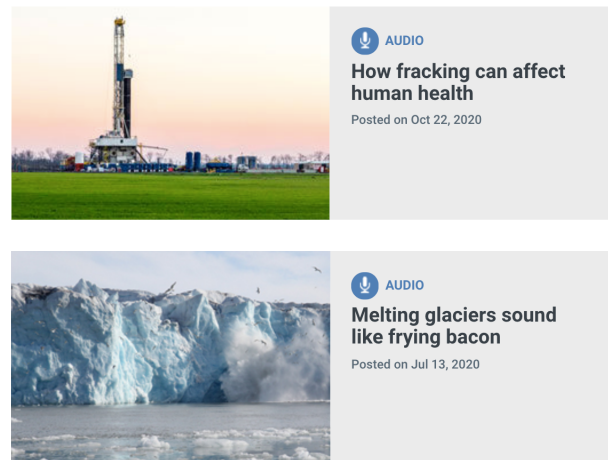 AUDIO
How fracking can affect
human health
Posted on Oct 22, 2020
AUDIO
Melting glaciers sound
like frying bacon
Posted on Jul 13, 2020